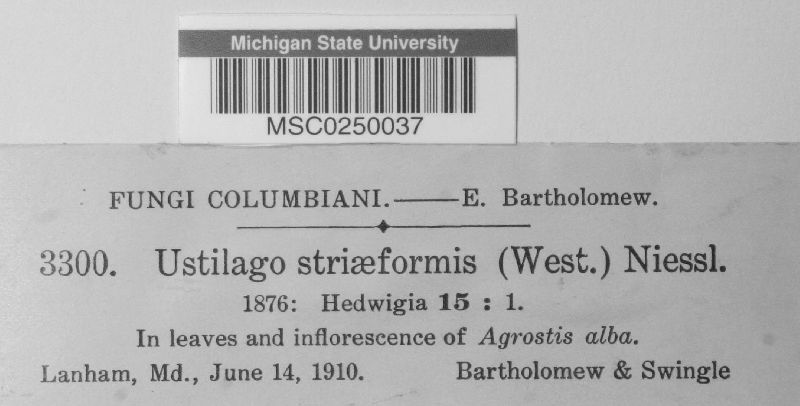 Michigan State University
MSC0250037
FUNGI COLUMBIANI.——E. Bartholomew.
3300. Ustilago striæformis (West.) Niessl.
1876: Hedwigia 15 : 1.
In leaves and inflorescence of Agrostis alba.
Lanham, Md., June 14, 1910. Bartholomew & Swingle